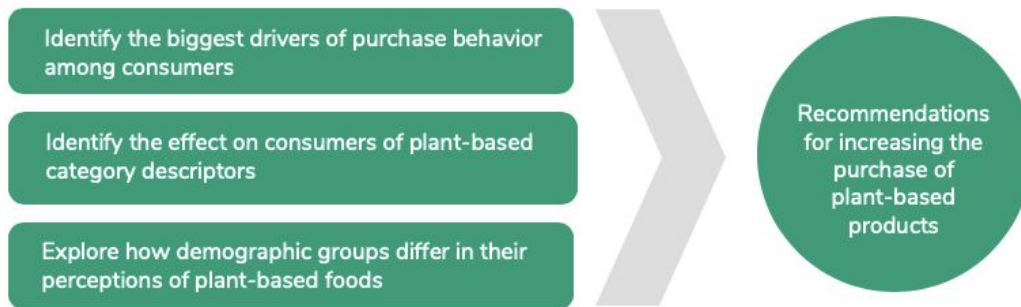 Identify the biggest drivers of purchase behavior
among consumers
Identify the effect on consumers of plant-based
category descriptors
Explore how demographic groups differ in their
perceptions of plant-based foods
Recommendations
for increasing the
purchase of
plant-based
products